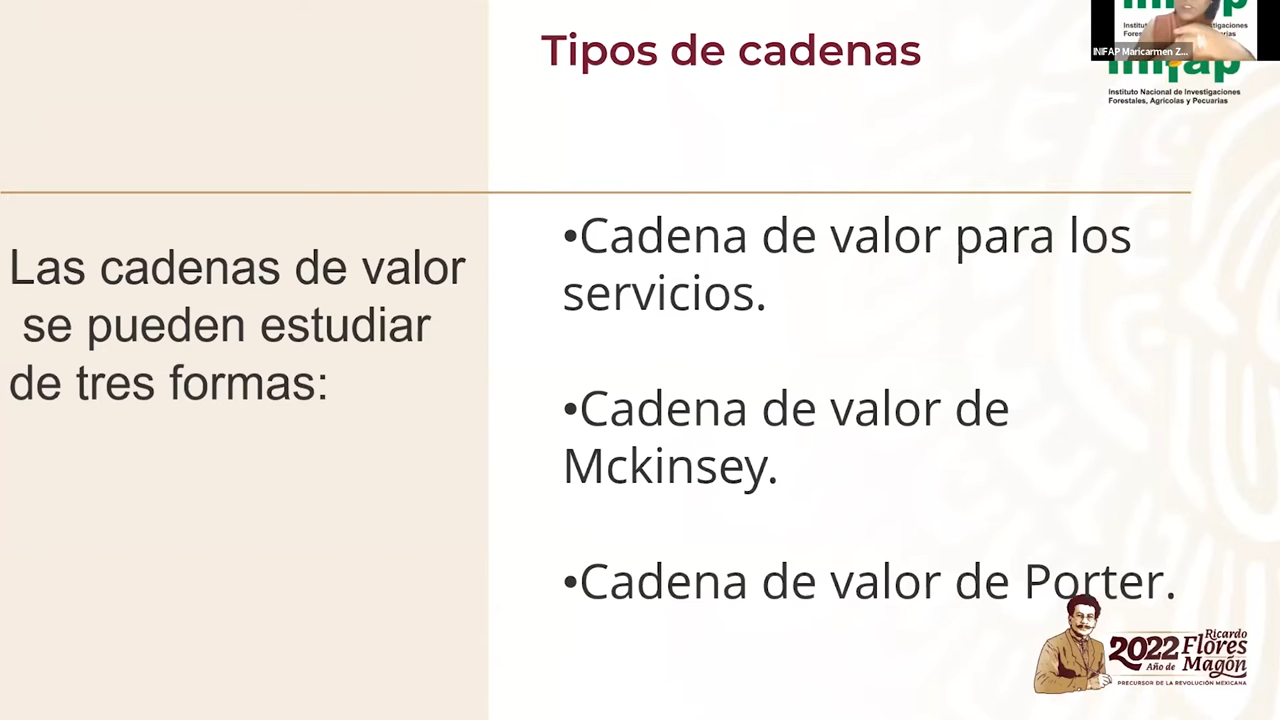 Tipos de cadenas
INIFAP Maricarmen Z...
inifap
Instituto Nacional de Investigaciones
Forestales, Agrícolas y Pecuarias
Las cadenas de valor
se pueden estudiar
de tres formas:
•Cadena de valor para los
servicios.
•Cadena de valor de
Mckinsey.
•Cadena de valor de Porter.
2022
Año de
Ricardo
Flores
Magón
PRECURSOR DE LA REVOLUCIÓN MEXICANA